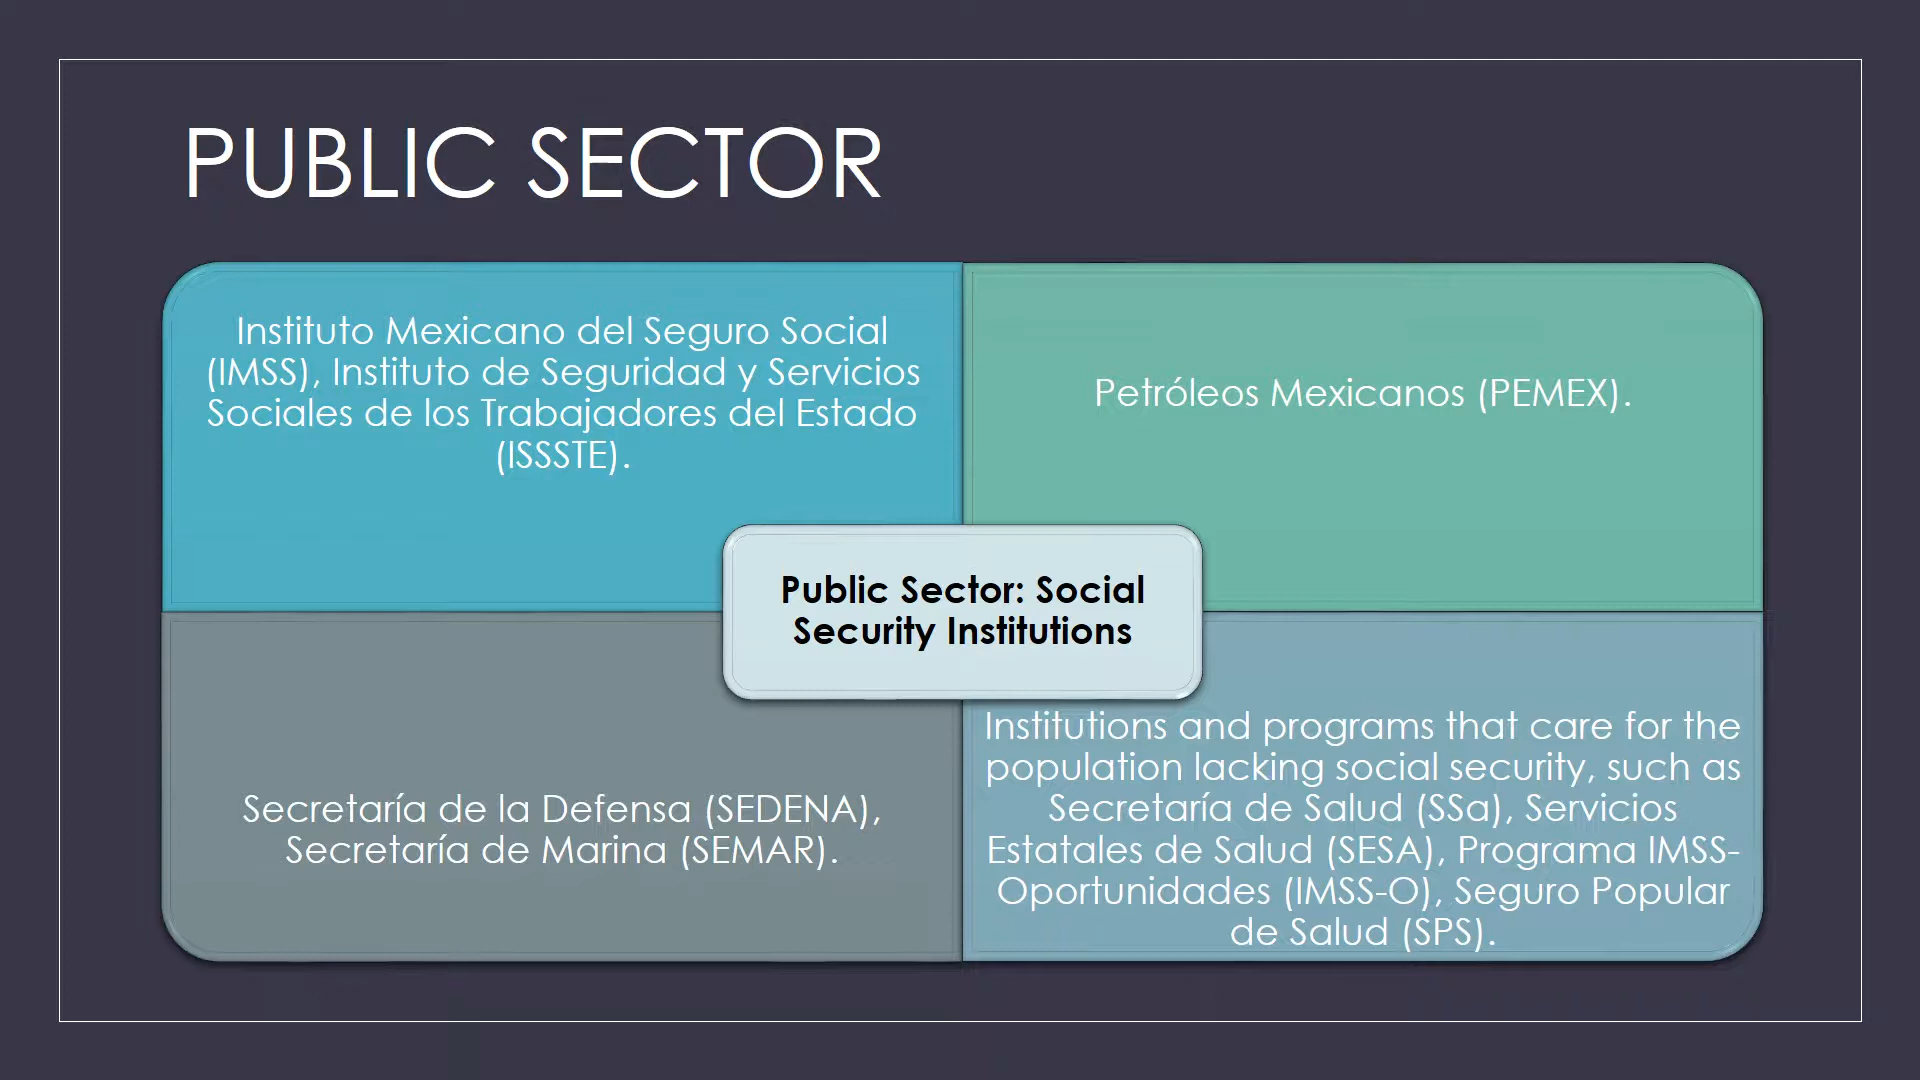 PUBLIC SECTOR
Instituto Mexicano del Seguro Social
(IMSS), Instituto de Seguridad y Servicios
Sociales de los Trabajadores del Estado
(ISSSTE).
Petróleos Mexicanos (PEMEX).
Public Sector: Social
Security Institutions
Secretaría de la Defensa (SEDENA),
Secretaría de Marina (SEMAR).
Institutions and programs that care for the
population lacking social security, such as
Secretaría de Salud (SSa), Servicios
Estatales de Salud (SESA), Programa IMSS-
Oportunidades (IMSS-O), Seguro Popular
de Salud (SPS).